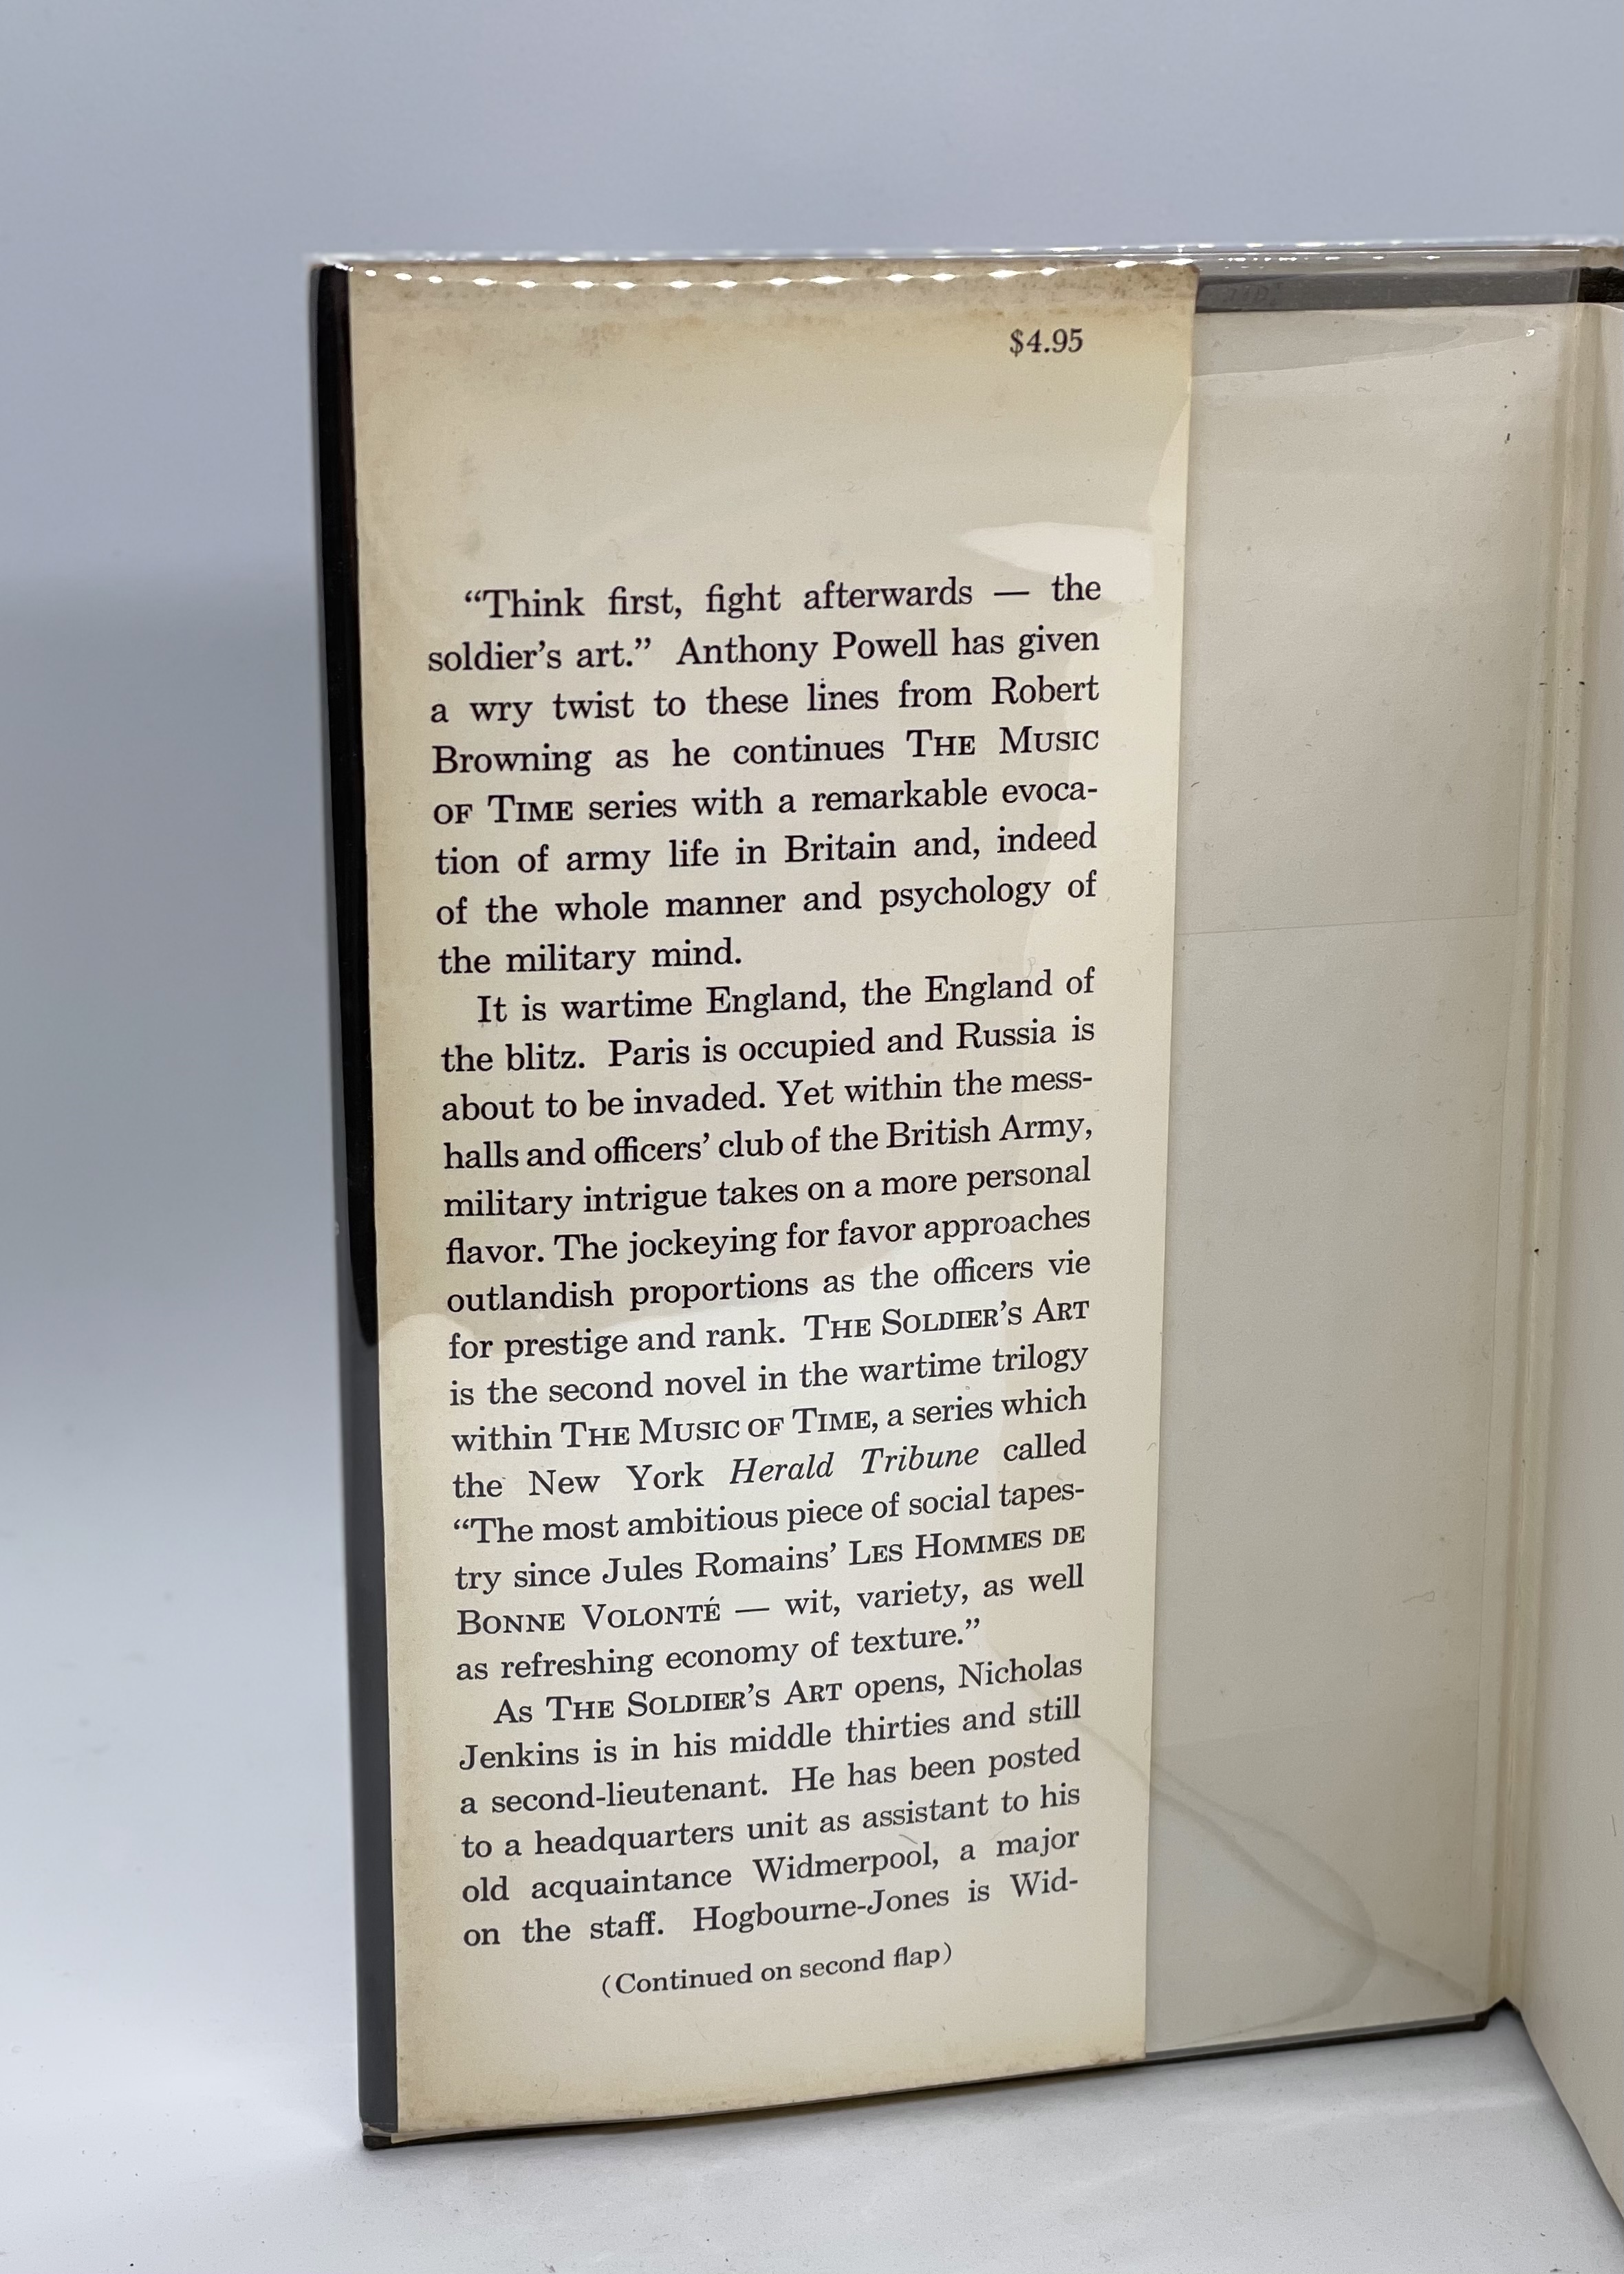 $4.95
“Think first, fight afterwards — the
soldier’s art.” Anthony Powell has given
a wry twist to these lines from Robert
Browning as he continues THE MUSIC
OF TIME series with a remarkable evoca-
tion of army life in Britain and, indeed
of the whole manner and psychology of
the military mind.
It is wartime England, the England of
the blitz. Paris is occupied and Russia is
about to be invaded. Yet within the mess-
halls and officers’ club of the British Army,
military intrigue takes on a more personal
flavor. The jockeying for favor approaches
outlandish proportions as the officers vie
for prestige and rank. THE SOLDIER’S ART
is the second novel in the wartime trilogy
within THE MUSIC OF TIME, a series which
the New York Herald Tribune called
“The most ambitious piece of social tapes-
try since Jules Romains’ LES HOMMES DE
BONNE VOLONTÉ — wit, variety, as well
as refreshing economy of texture.”
As THE SOLDIER’S ART opens, Nicholas
Jenkins is in his middle thirties and still
a second-lieutenant. He has been posted
to a headquarters unit as assistant to his
old acquaintance Widmerpool, a major
on the staff. Hogbourne-Jones is Wid-
(Continued on second flap)